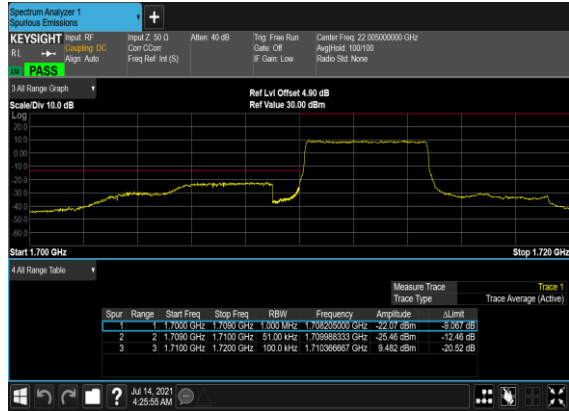 Spectrum Analyzer 1
Spurious Emissions
+
KEYSIGHT Input: RF Input Z: 50 Ω Atten: 40 dB Trig: Free Run Center Freq: 22.005000000 GHz
RL Coupling: DC Corr CCorr Gate: Off Avg|Hold: 100/100
Align: Auto Freq Ref: Int (S) IF Gain: Low Radio Std: None
PASS
3 All Range Graph
Ref Lvl Offset 4.90 dB
Scale/Div 10.0 dB Ref Value 30.00 dBm
Log
20.0
10.0
0.00
-10.0
-20.0
-30.0
-40.0
-50.0
-60.0
Start 1.700 GHz Stop 1.720 GHz
4 All Range Table
Measure Trace Trace 1
Trace Type Trace Average (Active)
Spur Range Start Freq Stop Freq RBW Frequency Amplitude ΔLimit
1 1 1.7000 GHz 1.7090 GHz 1.000 MHz 1.708205000 GHz -22.07 dBm -9.067 dB
2 2 1.7090 GHz 1.7100 GHz 51.00 kHz 1.709988333 GHz -25.46 dBm -12.46 dB
3 3 1.7100 GHz 1.7200 GHz 100.0 kHz 1.710366667 GHz 9.482 dBm -20.52 dB
? Jul 14, 2021
4:25:55 AM